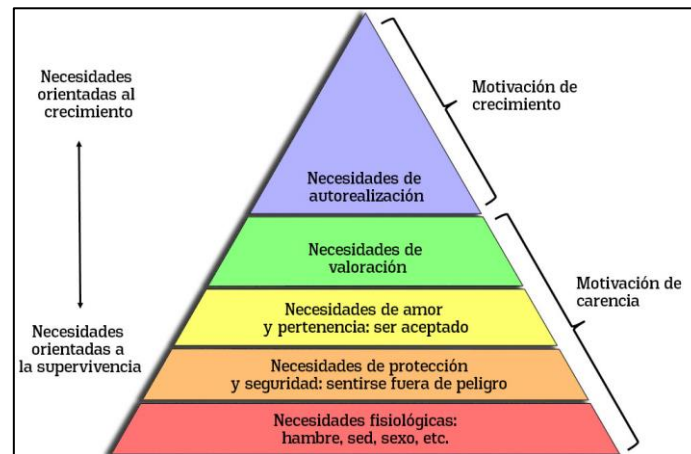 Necesidades
orientadas al
crecimiento
Motivación de
crecimiento
Necesidades de
autorealización
Necesidades de
valoración
Motivación de
carencia
Necesidades de amor
y pertenencia: ser aceptado
Necesidades
orientadas a
la supervivencia
Necesidades de protección
y seguridad: sentirse fuera de peligro
Necesidades fisiológicas:
hambre, sed, sexo, etc.